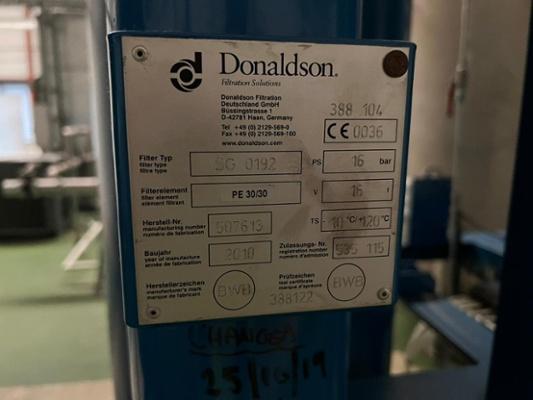 Donaldson®
Filtration Solutions
Donaldson Filtration
Deutschland GmbH
Büssingstrasse 1
D-42781 Haan, Germany
Tel +49 (0) 2129-569-0
Fax +49 (0) 2129-569-100
www.donaldson.com
388 104
CE 0036
Filter Typ SG 0192 PS 16 bar
filter type
filtre type
Filterelement PE 30/30 V 16 l
filter element
element filtrant
Herstell-Nr. 507613 TS -10 °C/+120°C
manufacturing number
numéro de fabrication
Baujahr 2010 Zulassungs-Nr 535 115
year of manufacture registration number
année de fabrication numéro d'admission
Herstellerzeichen BWB Prüfzeichen BWB
manufacturer's mark test certificate
marque de fabricant marque d'épreuve
388122
CHANGED
25/10/19